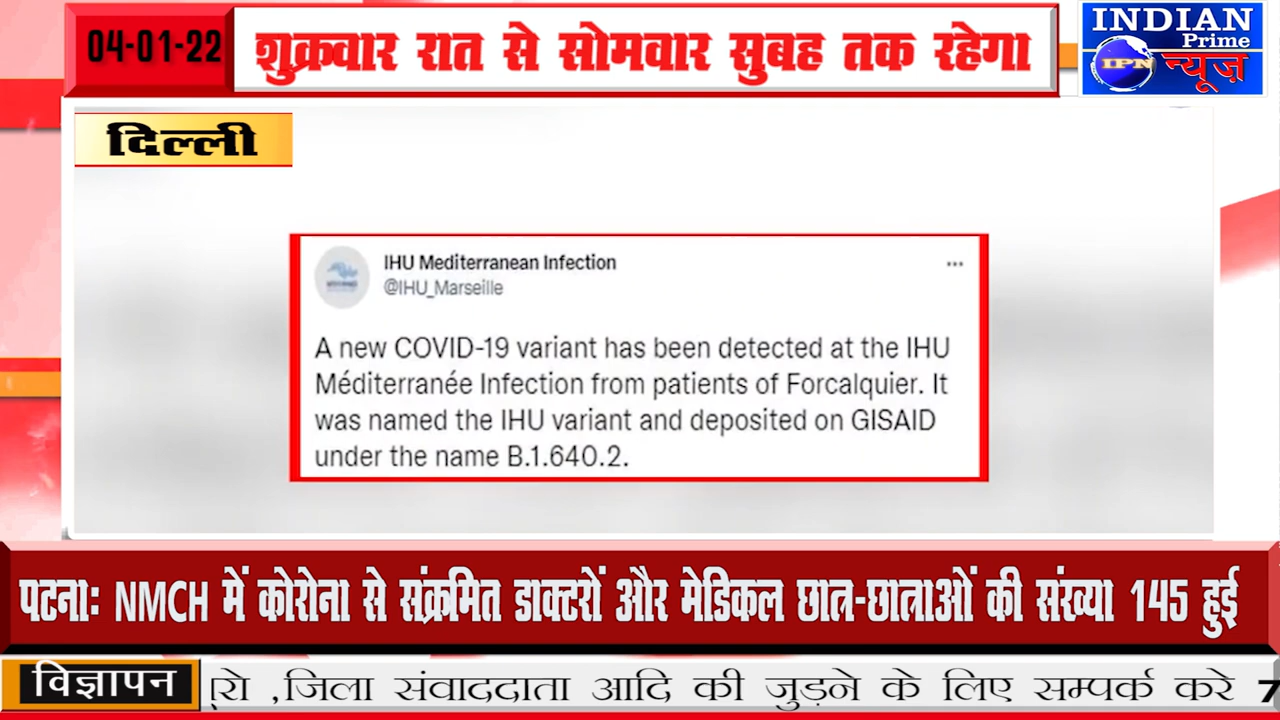 04-01-22
शुक्रवार रात से सोमवार सुबह तक रहेगा
INDIAN
Prime
IPN न्यूज़
दिल्ली
IHU Mediterranean Infection
@IHU_Marseille
A new COVID-19 variant has been detected at the IHU
Méditerranée Infection from patients of Forcalquier. It
was named the IHU variant and deposited on GISAID
under the name B.1.640.2.
पटनाः NMCH में कोरोना से संक्रमित डाक्टरों और मेडिकल छात्र-छात्राओं की संख्या 145 हुई
विज्ञापन ,जिला संवाददाता आदि की जुड़ने के लिए सम्पर्क करे 7